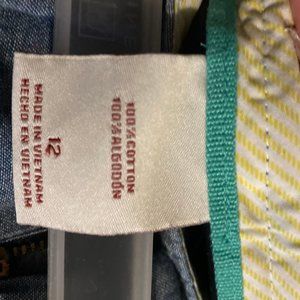 100% COTTON
100% ALGODÓN
12
MADE IN VIETNAM
HECHO EN VIETNAM